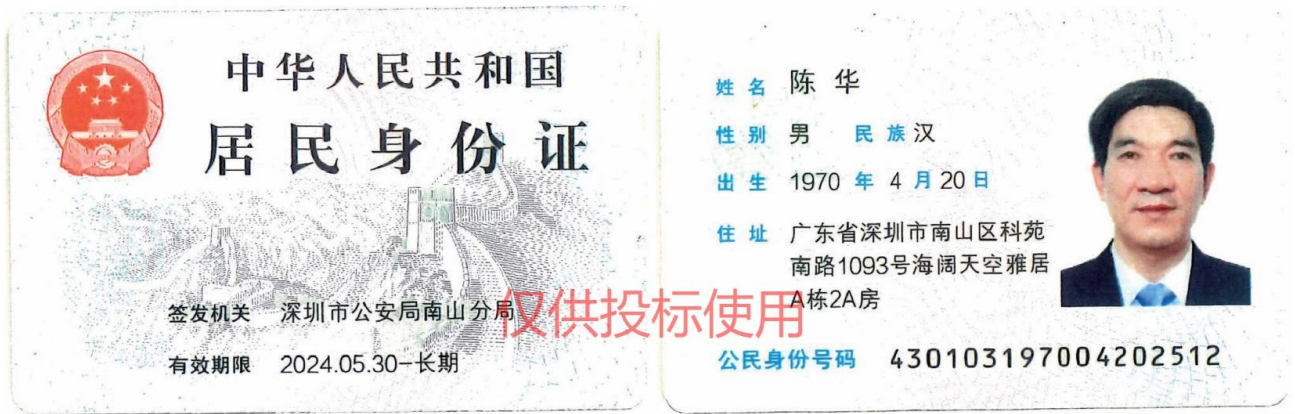 中华人民共和国
居民身份证
签发机关 深圳市公安局南山分局
有效期限 2024.05.30-长期
姓名 陈华
性别 男 民族 汉
出生 1970 年 4 月 20 日
住址 广东省深圳市南山区科苑
南路1093号海阔天空雅居
A栋2A房
公民身份号码 430103197004202512
仅供投标使用